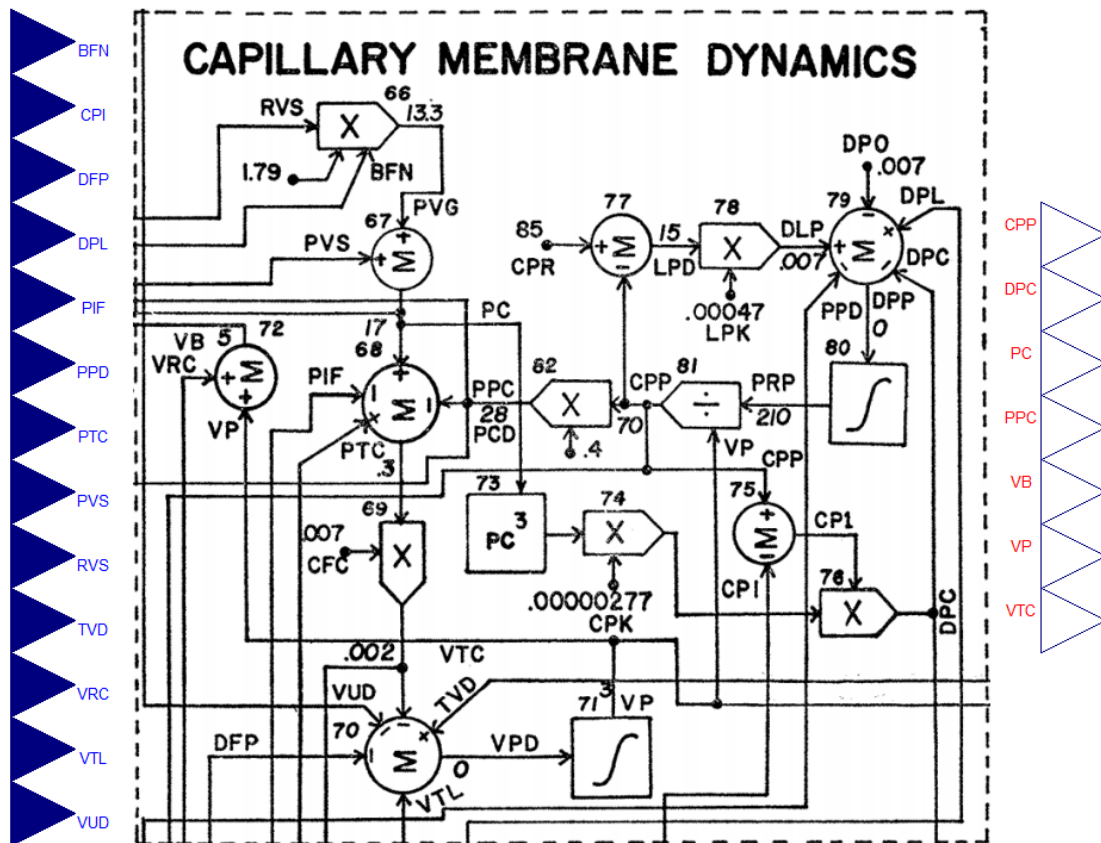 CAPILLARY MEMBRANE DYNAMICS
BFN
CPI
DFP
DPL
PIF
PPD
PTC
PVS
RVS
TVD
VRC
VTL
VUD
RVS
66
13.3
X
1.79
BFN
PVG
67
+
M
+
PVS
PC
17
68
+
PIF
M
PTC
.3
PPC
28
PCD
VB
5
72
VRC
+
M
+
VP
69
.007
CFC
X
.002
VTC
VUD
TVD
70
DFP
M
VTL
VPD
0
71
3
VP
∫
73
PC³
74
X
.00000277
CPK
82
X
.4
70
CPP
81
÷
VP
PRP
210
80
∫
77
85
CPR
+
M
15
LPD
78
X
.00047
LPK
DLP
.007
DPO
.007
79
DPL
+
M
DPC
PPD
DPP
0
CPP
75
+
M
CP1
CPI
76
X
DPC
CPP
DPC
PC
PPC
VB
VP
VTC